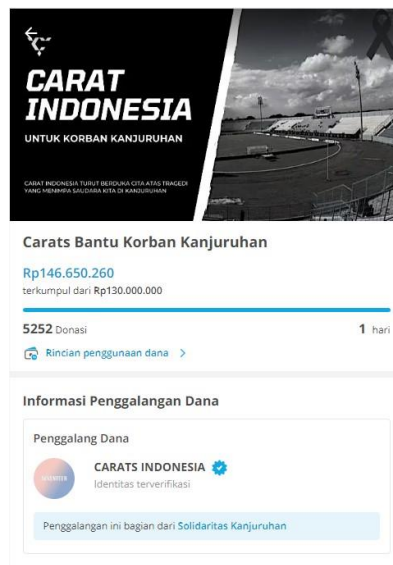 CARAT
INDONESIA
UNTUK KORBAN KANJURUHAN
CARAT INDONESIA TURUT BERDUKA CITA ATAS TRAGEDI
YANG MENIMPA SAUDARA KITA DI KANJURUHAN
Carats Bantu Korban Kanjuruhan
Rp146.650.260
terkumpul dari Rp130.000.000
5252 Donasi
1 hari
Rincian penggunaan dana
Informasi Penggalangan Dana
Penggalang Dana
SEVENTEEN
CARATS INDONESIA
Identitas terverifikasi
Penggalangan ini bagian dari Solidaritas Kanjuruhan